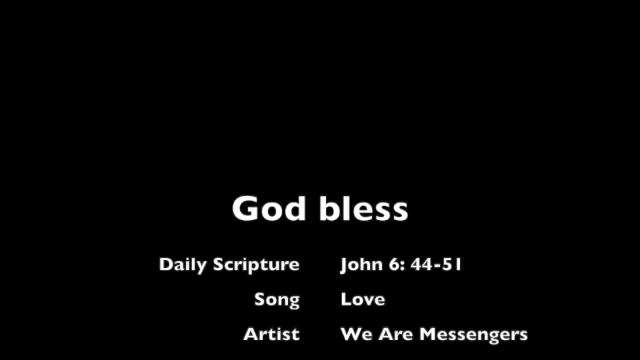 God bless
Daily Scripture John 6: 44-51
Song Love
Artist We Are Messengers